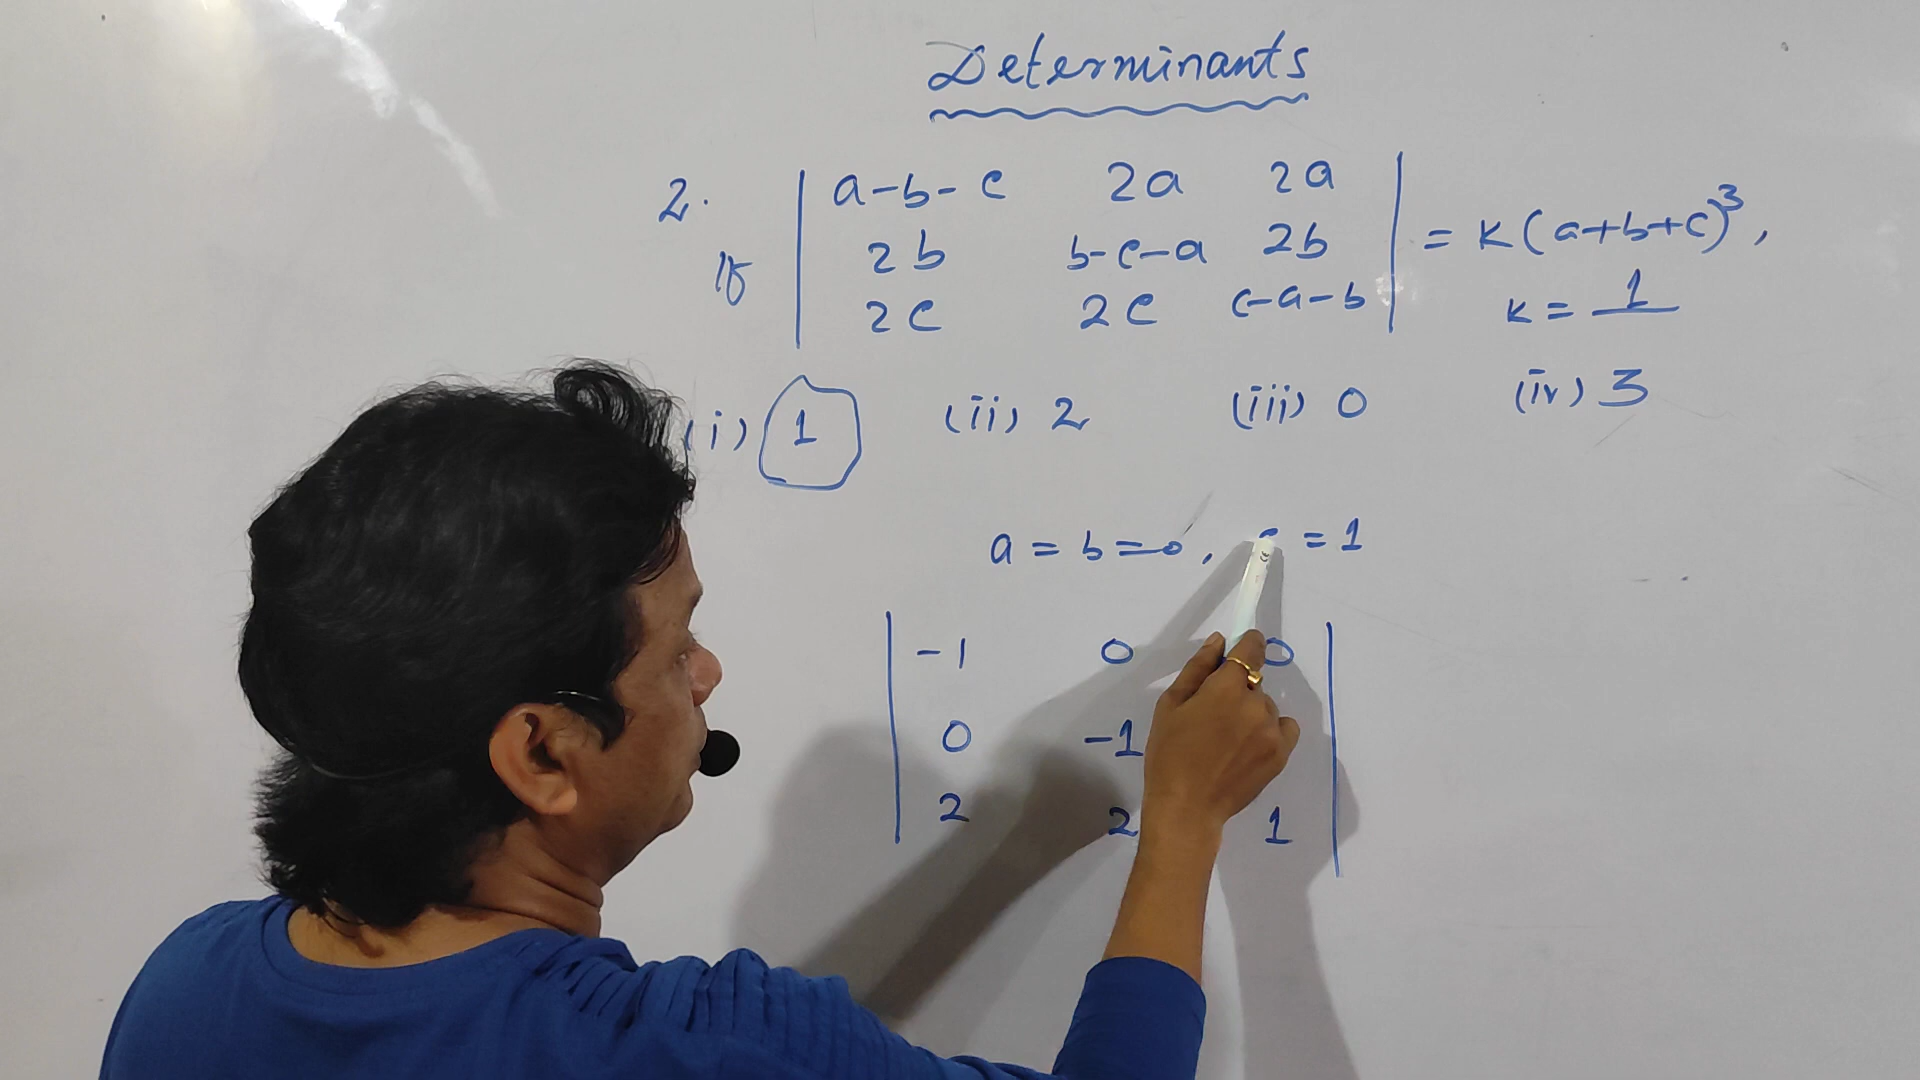 Determinants
2. If | a-b-c 2a 2a |
| 2b b-c-a 2b | = K(a+b+c)³,
| 2c 2c c-a-b | K = 1
(i) 1 (ii) 2 (iii) 0 (iv) 3
a = b = 0, = 1
| -1 0 0 |
| 0 -1 |
| 2 2 1 |